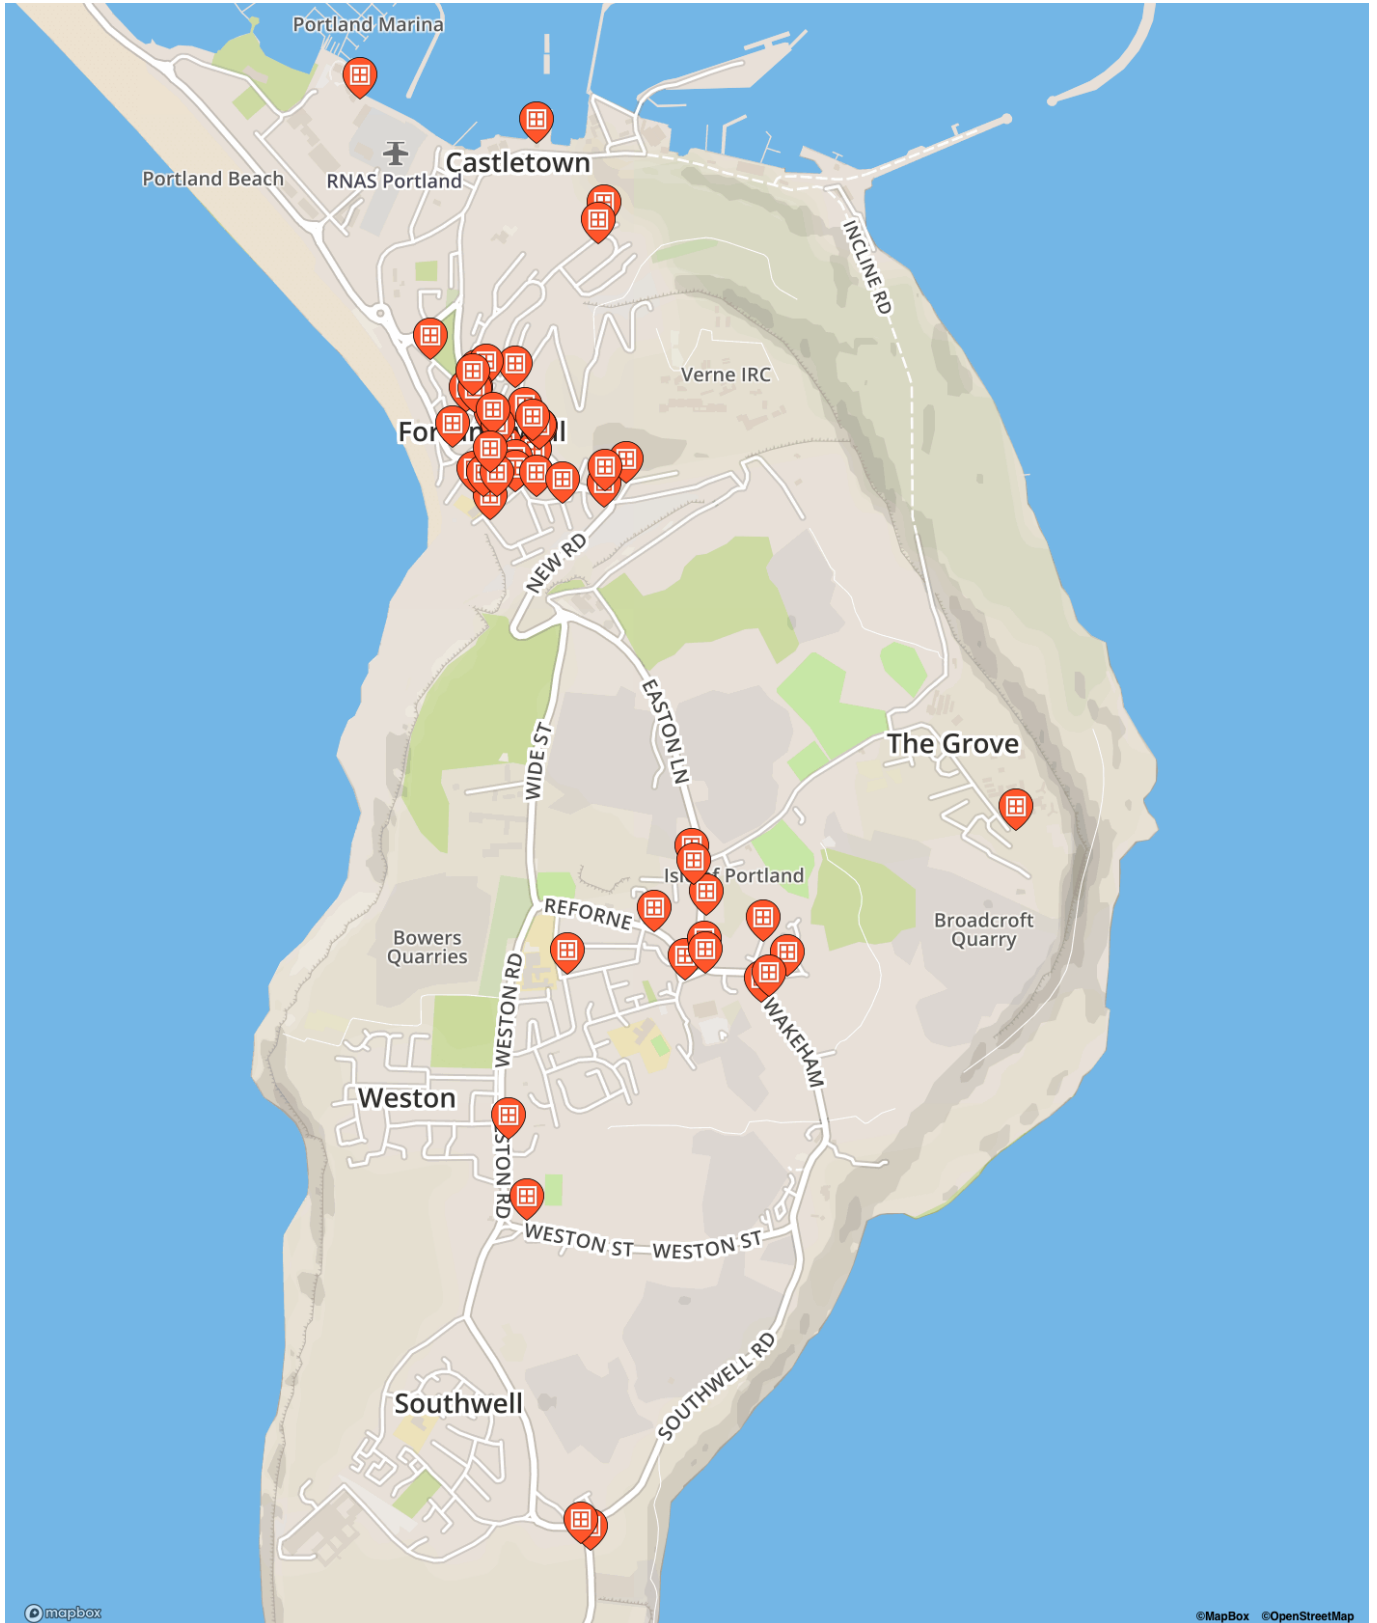 Portland Marina
Castletown
Portland Beach
RNAS Portland
INCLINE RD
Verne IRC
NEW RD
EASTON LN
WIDE ST
The Grove
Portland
REFORNE
Broadcroft
Quarry
Bowers
Quarries
WESTON RD
WAKEHAM
Weston
RD
WESTON ST
WESTON ST
SOUTHWELL RD
Southwell
mapbox
©MapBox ©OpenStreetMap